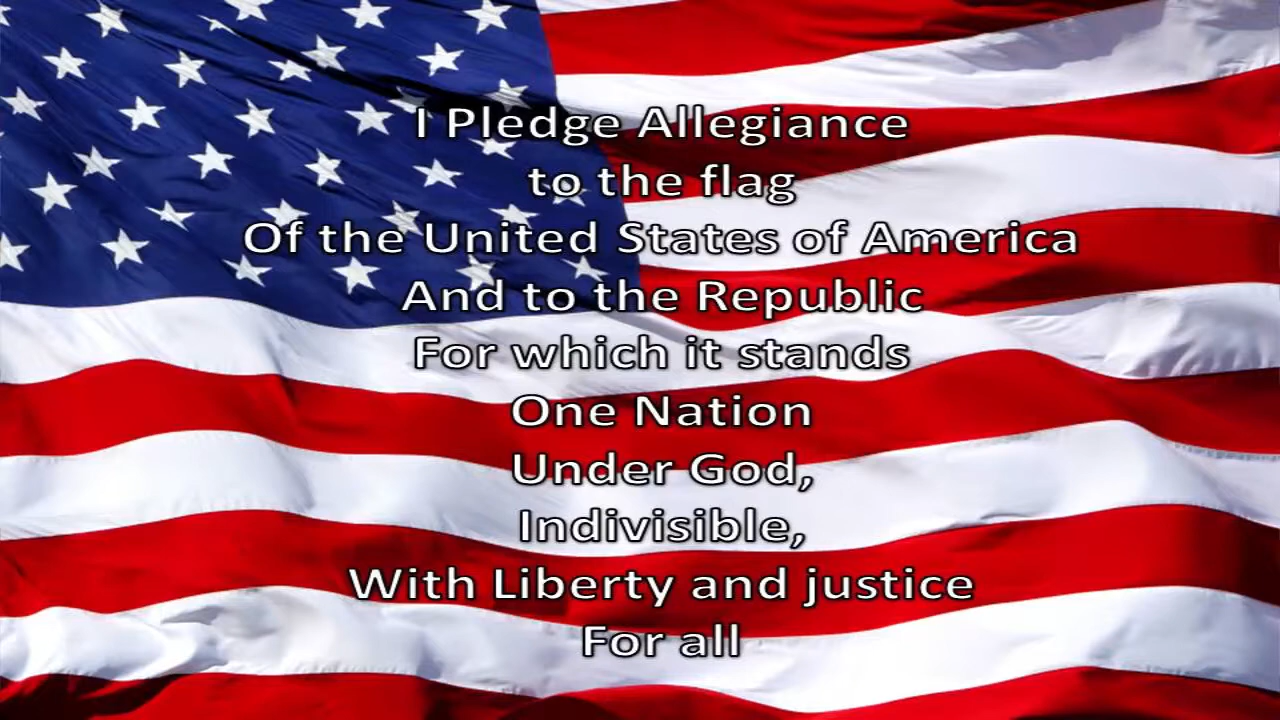 I Pledge Allegiance
to the flag
Of the United States of America
And to the Republic
For which it stands
One Nation
Under God,
Indivisible,
With Liberty and justice
For all